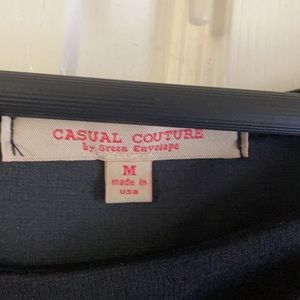 CASUAL COUTURE
by Green Envelope
M
made in
usa